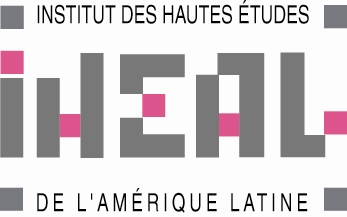 INSTITUT DES HAUTES ÉTUDES
iHEAL
DE L'AMÉRIQUE LATINE